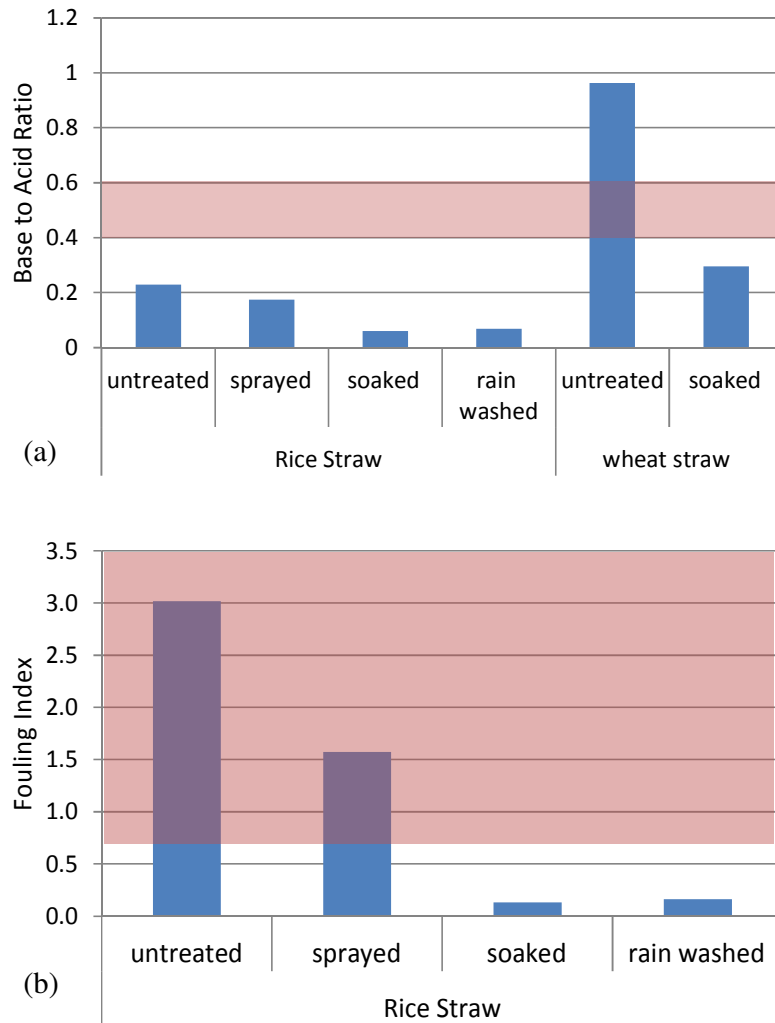 1.2
1
0.8
0.6
0.4
0.2
0
Base to Acid Ratio
untreated sprayed soaked rain washed untreated soaked
Rice Straw wheat straw
(a)
3.5
3.0
2.5
2.0
1.5
1.0
0.5
0.0
Fouling Index
untreated sprayed soaked rain washed
Rice Straw
(b)